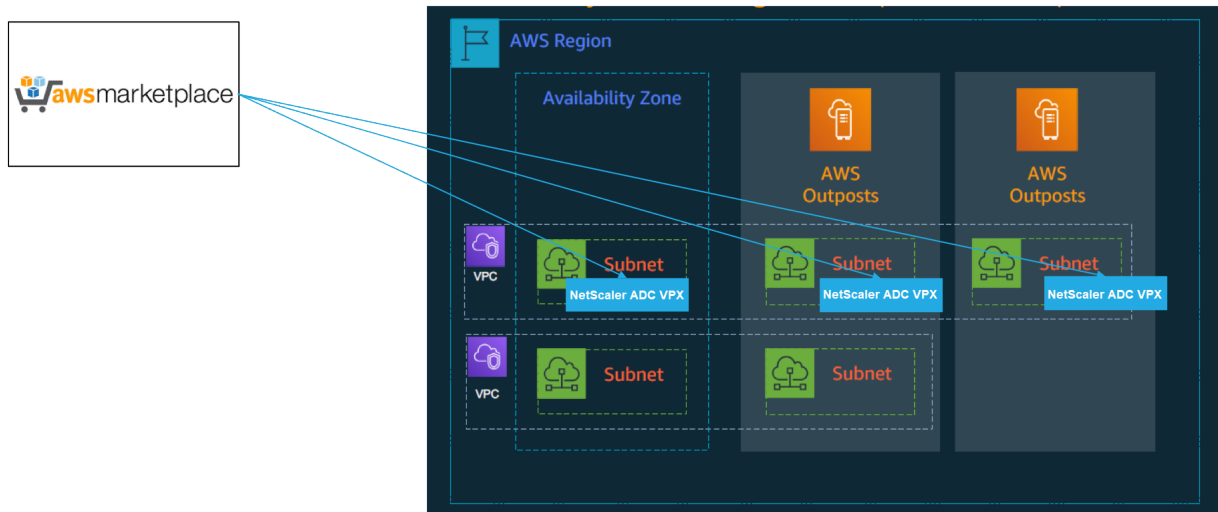 AWS Region
awsmarketplace
Availability Zone
AWS
Outposts
AWS
Outposts
VPC
Subnet
NetScaler ADC VPX
Subnet
NetScaler ADC VPX
Subnet
NetScaler ADC VPX
VPC
Subnet
Subnet